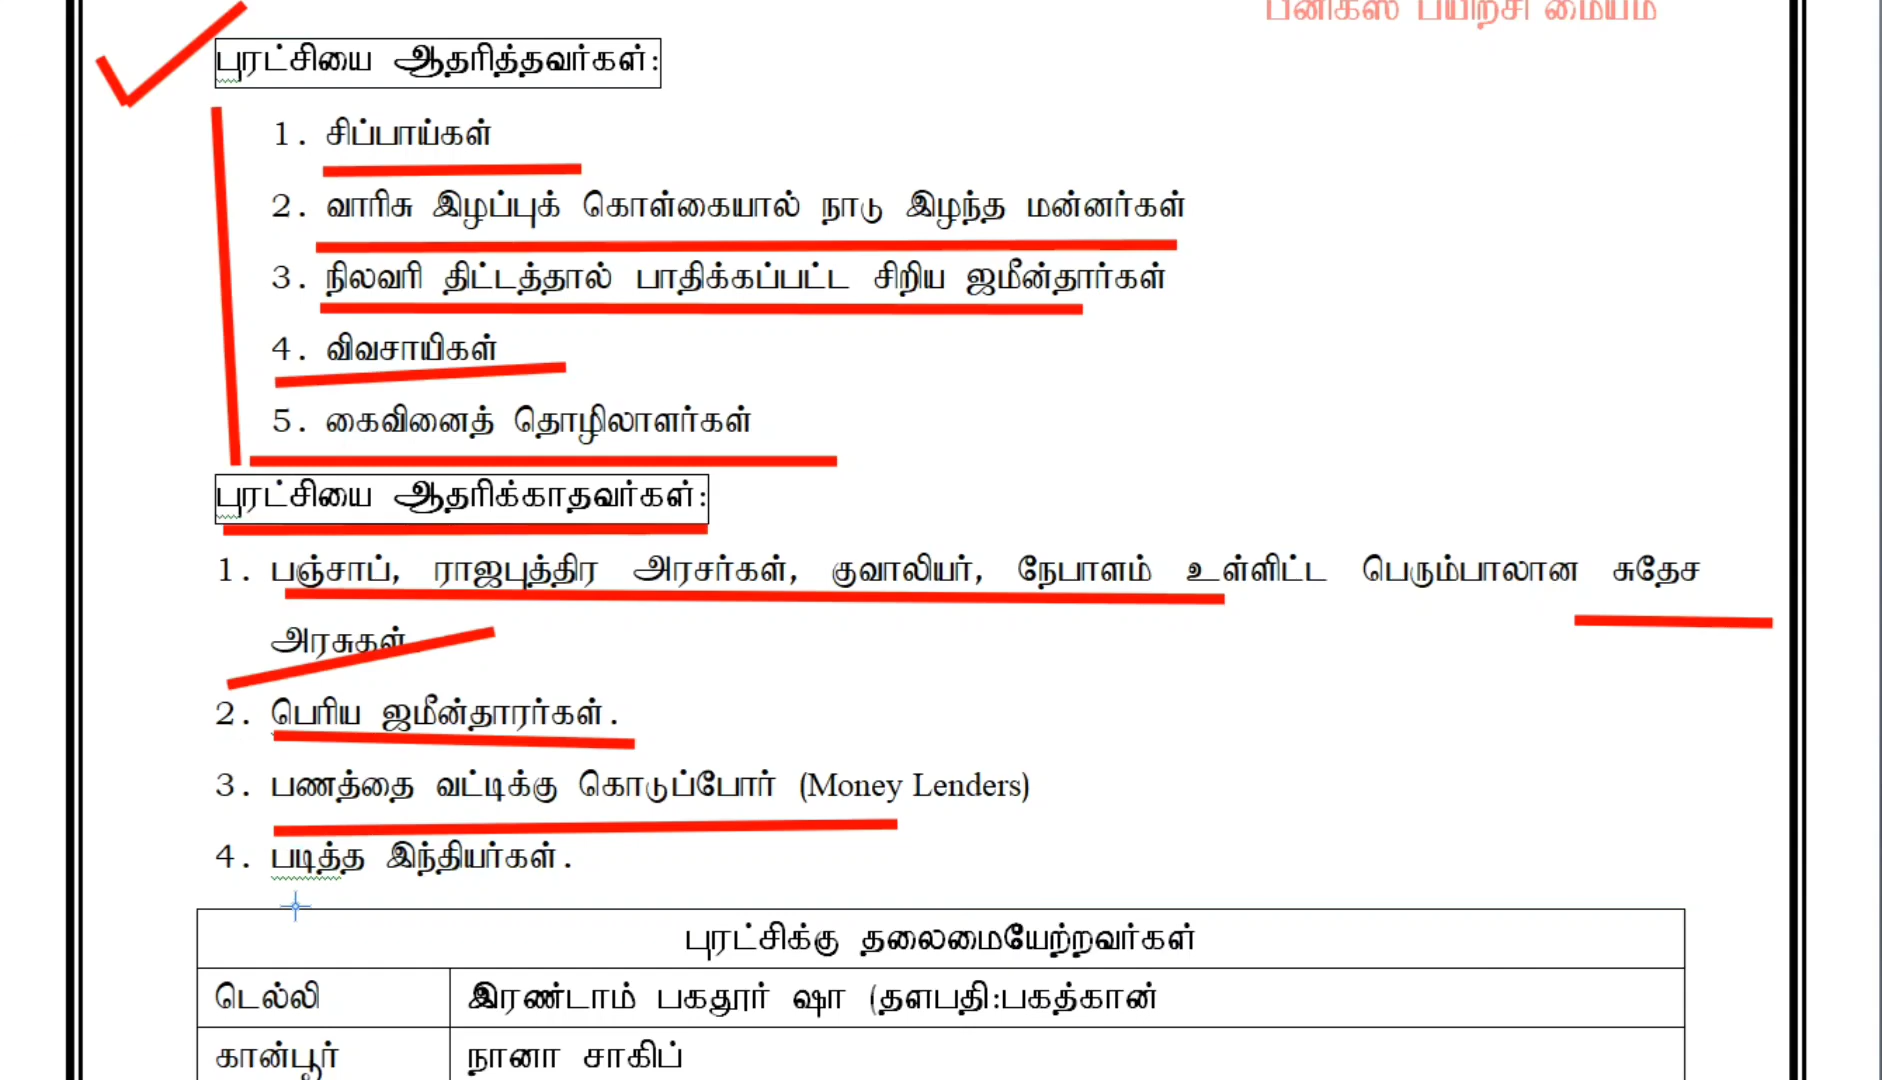 பீனிக்ஸ் பயிற்சி மையம்
புரட்சியை ஆதரித்தவர்கள்:
1. சிப்பாய்கள்
2. வாரிசு இழப்புக் கொள்கையால் நாடு இழந்த மன்னர்கள்
3. நிலவரி திட்டத்தால் பாதிக்கப்பட்ட சிறிய ஜமீன்தார்கள்
4. விவசாயிகள்
5. கைவினைத் தொழிலாளர்கள்
புரட்சியை ஆதரிக்காதவர்கள்:
1. பஞ்சாப், ராஜபுத்திர அரசர்கள், குவாலியர், நேபாளம் உள்ளிட்ட பெரும்பாலான சுதேச
அரசுகள்
2. பெரிய ஜமீன்தாரர்கள்.
3. பணத்தை வட்டிக்கு கொடுப்போர் (Money Lenders)
4. படித்த இந்தியர்கள்.
புரட்சிக்கு தலைமையேற்றவர்கள்
டெல்லி இரண்டாம் பகதூர் ஷா (தளபதி:பகத்கான்
கான்பூர் நானா சாகிப்